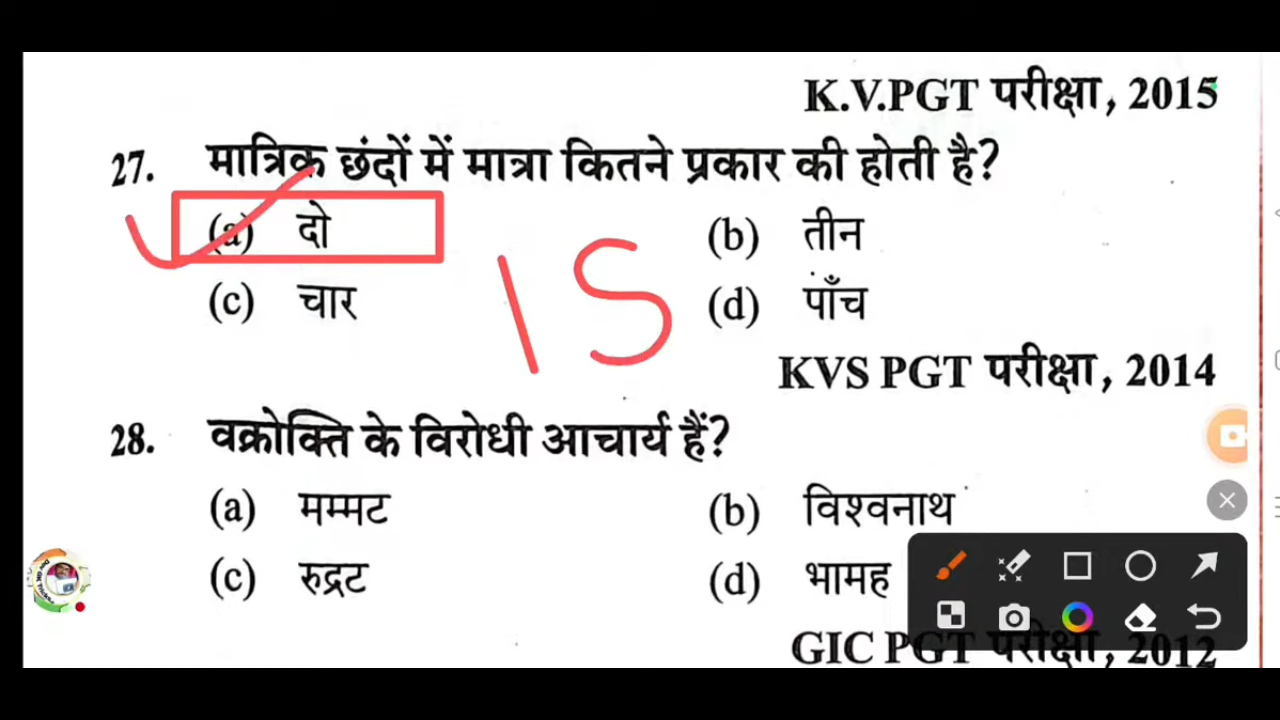 K.V.PGT परीक्षा, 2015
27. मात्रिक छंदों में मात्रा कितने प्रकार की होती है?
(a) दो (b) तीन
I S
(c) चार (d) पाँच
KVS PGT परीक्षा, 2014
28. वक्रोक्ति के विरोधी आचार्य हैं?
(a) मम्मट (b) विश्वनाथ
(c) रुद्रट (d) भामह
GIC PGT परीक्षा, 2012